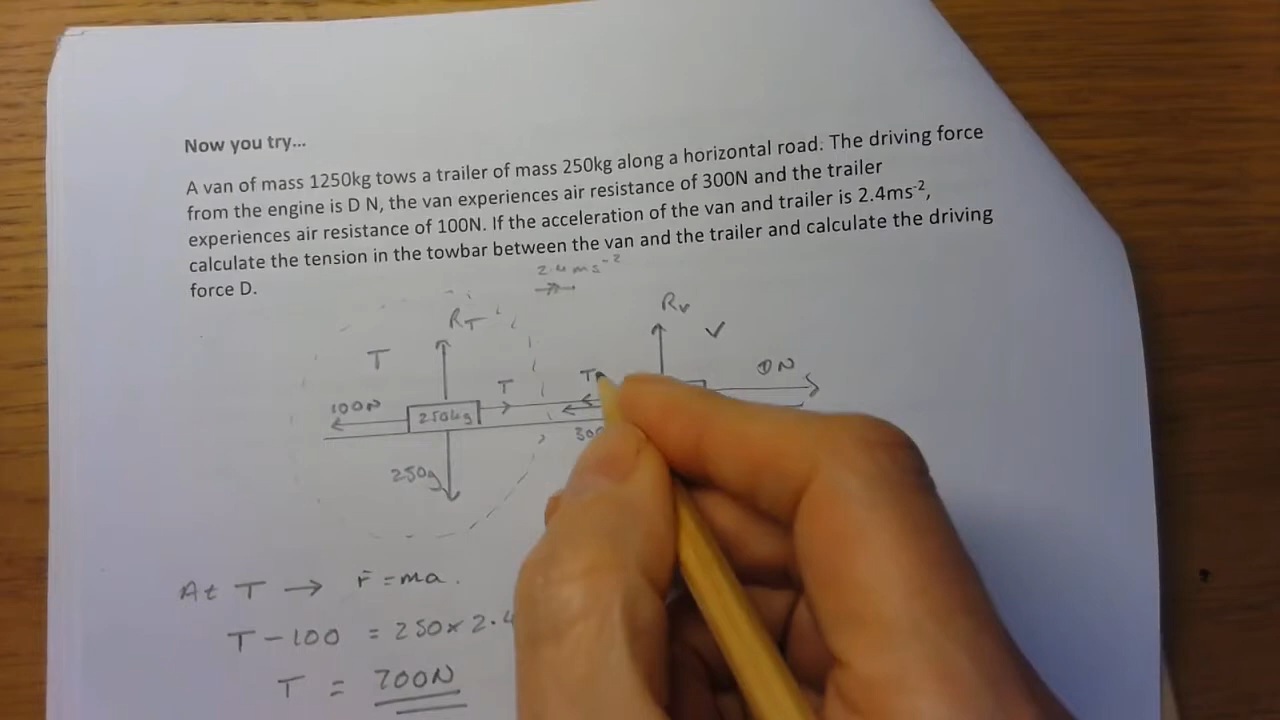 Now you try...
A van of mass 1250kg tows a trailer of mass 250kg along a horizontal road. The driving force
from the engine is D N, the van experiences air resistance of 300N and the trailer
experiences air resistance of 100N. If the acceleration of the van and trailer is 2.4ms⁻²,
calculate the tension in the towbar between the van and the trailer and calculate the driving
force D.
2.4ms⁻²
R_T
R_V
V
T
T
T
DN
100N
250kg
300
250g
At T → F = ma.
T - 100 = 250 × 2.4
T = 700N